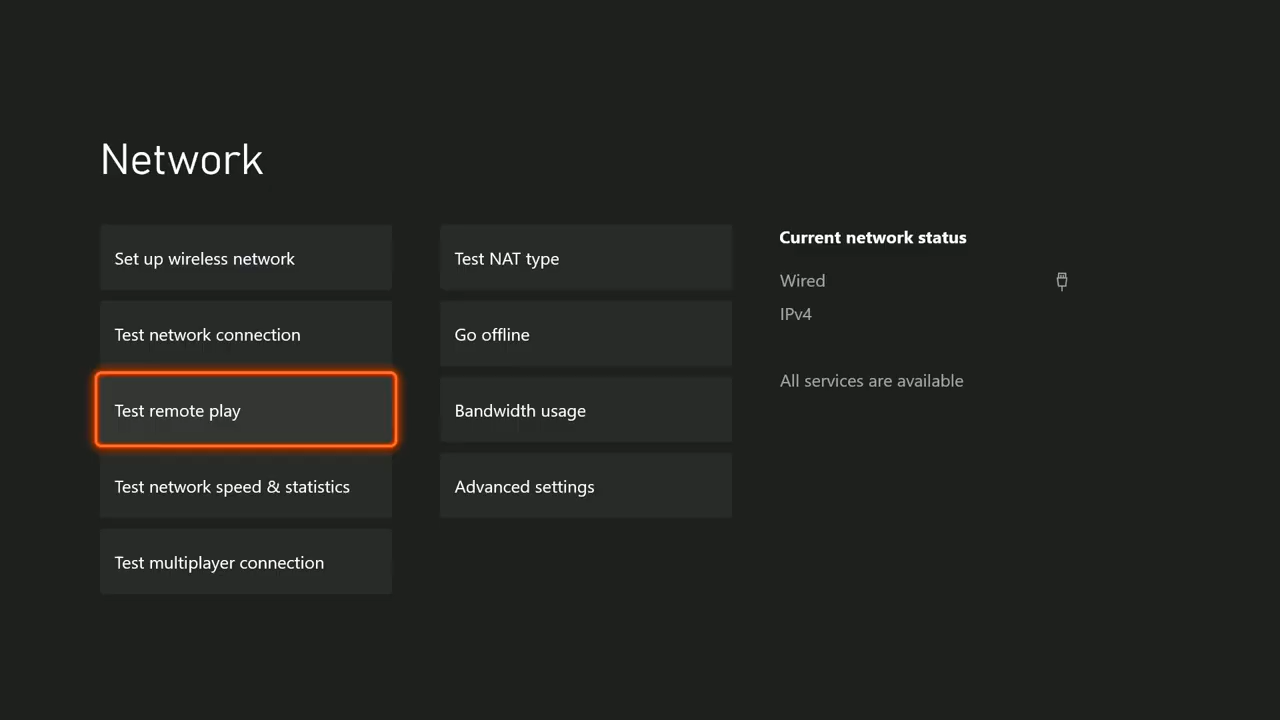 Network
Set up wireless network
Test network connection
Test remote play
Test network speed & statistics
Test multiplayer connection
Test NAT type
Go offline
Bandwidth usage
Advanced settings
Current network status
Wired
IPv4
All services are available